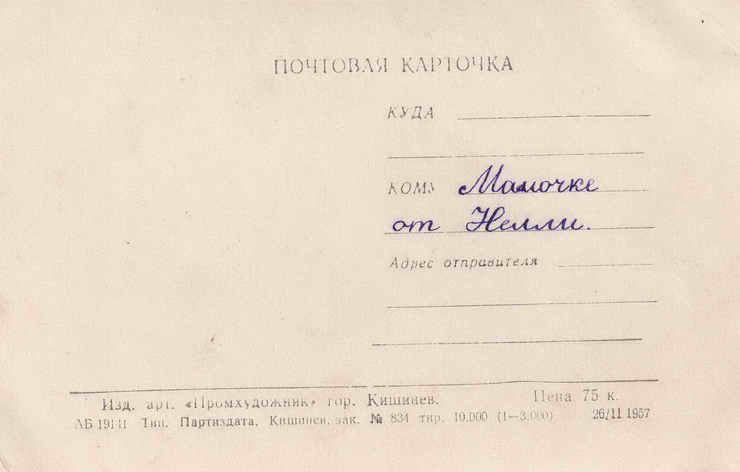 ПОЧТОВАЯ КАРТОЧКА
КУДА
КОМУ Мамочке
от Нелли.
Адрес отправителя
Изд. арт. «Промхудожник» гор. Кишинев. Цена 75 к.
АБ 19141 Тип. Партиздата, Кишинев, зак. № 834 тир. 10.000 (1—3.000) 26/11 1957